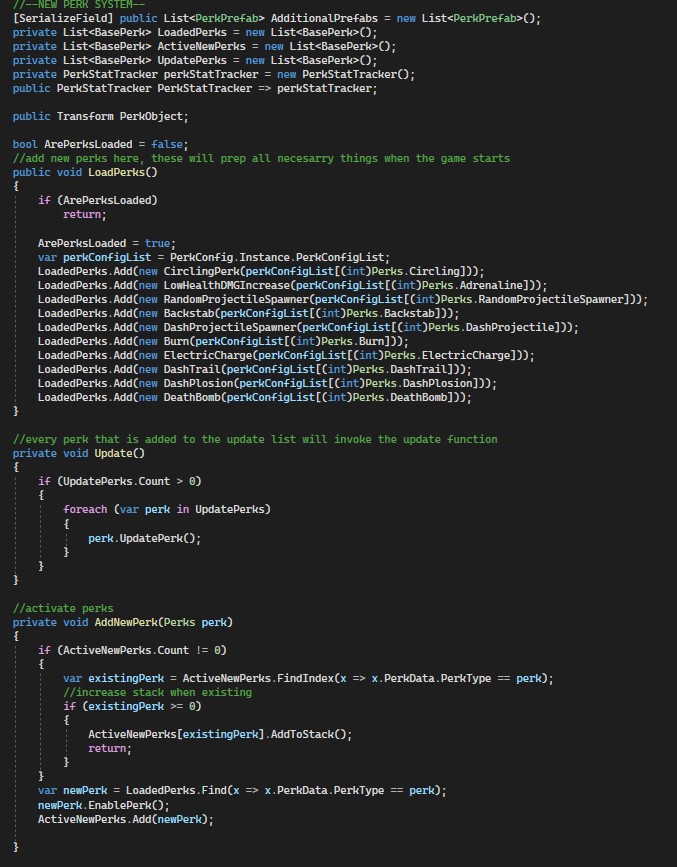 //--NEW PERK SYSTEM--
[SerializeField] public List<PerkPrefab> AdditionalPrefabs = new List<PerkPrefab>();
private List<BasePerk> LoadedPerks = new List<BasePerk>();
private List<BasePerk> ActiveNewPerks = new List<BasePerk>();
private List<BasePerk> UpdatePerks = new List<BasePerk>();
private PerkStatTracker perkStatTracker = new PerkStatTracker();
public PerkStatTracker PerkStatTracker => perkStatTracker;

public Transform PerkObject;

bool ArePerksLoaded = false;
//add new perks here, these will prep all necesarry things when the game starts
public void LoadPerks()
{
    if (ArePerksLoaded)
        return;

    ArePerksLoaded = true;
    var perkConfigList = PerkConfig.Instance.PerkConfigList;
    LoadedPerks.Add(new CirclingPerk(perkConfigList[(int)Perks.Circling]));
    LoadedPerks.Add(new LowHealthDMGIncrease(perkConfigList[(int)Perks.Adrenaline]));
    LoadedPerks.Add(new RandomProjectileSpawner(perkConfigList[(int)Perks.RandomProjectileSpawner]));
    LoadedPerks.Add(new Backstab(perkConfigList[(int)Perks.Backstab]));
    LoadedPerks.Add(new DashProjectileSpawner(perkConfigList[(int)Perks.DashProjectile]));
    LoadedPerks.Add(new Burn(perkConfigList[(int)Perks.Burn]));
    LoadedPerks.Add(new ElectricCharge(perkConfigList[(int)Perks.ElectricCharge]));
    LoadedPerks.Add(new DashTrail(perkConfigList[(int)Perks.DashTrail]));
    LoadedPerks.Add(new DashPlosion(perkConfigList[(int)Perks.DashPlosion]));
    LoadedPerks.Add(new DeathBomb(perkConfigList[(int)Perks.DeathBomb]));
}

//every perk that is added to the update list will invoke the update function
private void Update()
{
    if (UpdatePerks.Count > 0)
    {
        foreach (var perk in UpdatePerks)
        {
            perk.UpdatePerk();
        }
    }
}

//activate perks
private void AddNewPerk(Perks perk)
{
    if (ActiveNewPerks.Count != 0)
    {
        var existingPerk = ActiveNewPerks.FindIndex(x => x.PerkData.PerkType == perk);
        //increase stack when existing
        if (existingPerk >= 0)
        {
            ActiveNewPerks[existingPerk].AddToStack();
            return;
        }
    }
    var newPerk = LoadedPerks.Find(x => x.PerkData.PerkType == perk);
    newPerk.EnablePerk();
    ActiveNewPerks.Add(newPerk);

}